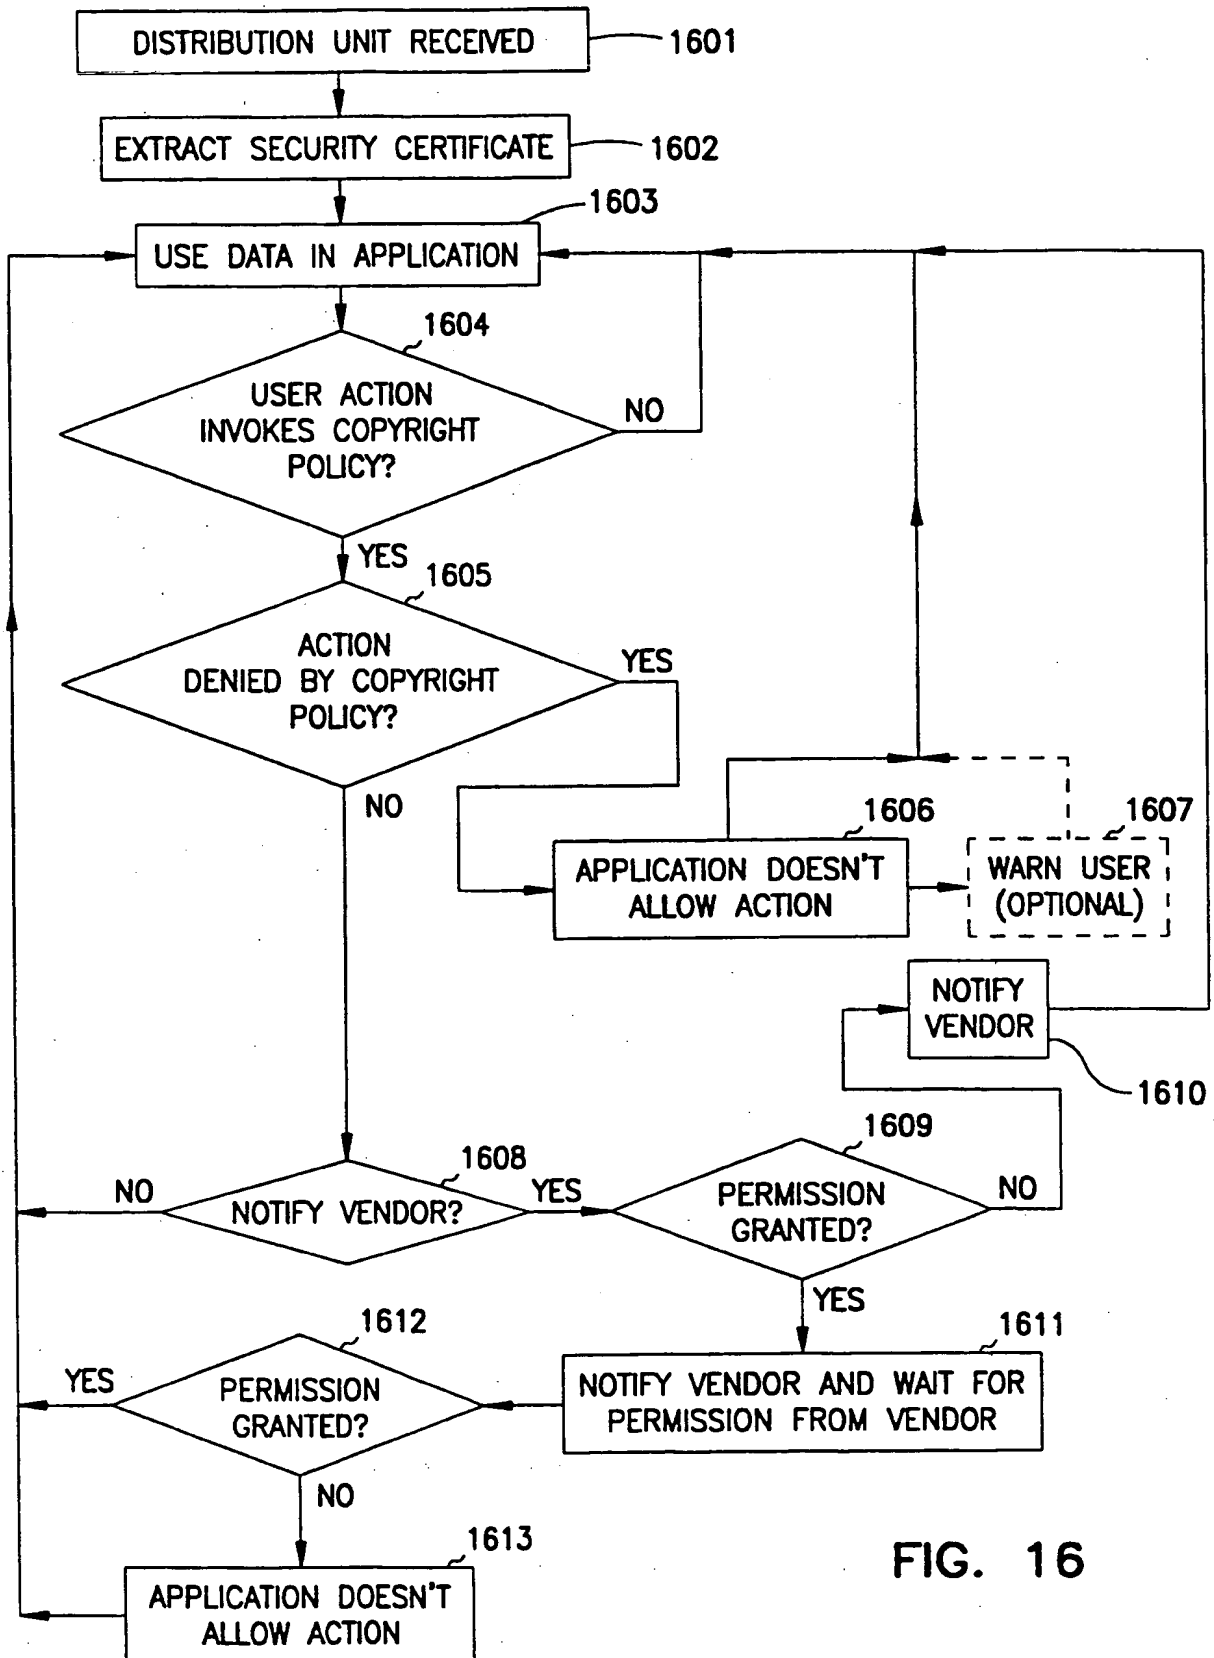 DISTRIBUTION UNIT RECEIVED
1601
EXTRACT SECURITY CERTIFICATE
1602
1603
USE DATA IN APPLICATION
1604
USER ACTION
INVOKES COPYRIGHT
POLICY?
NO
YES
1605
ACTION
DENIED BY COPYRIGHT
POLICY?
YES
NO
1606
APPLICATION DOESN'T
ALLOW ACTION
1607
WARN USER
(OPTIONAL)
NOTIFY
VENDOR
1610
1608
NO
NOTIFY VENDOR?
YES
1609
PERMISSION
GRANTED?
NO
YES
1611
NOTIFY VENDOR AND WAIT FOR
PERMISSION FROM VENDOR
1612
YES
PERMISSION
GRANTED?
NO
1613
APPLICATION DOESN'T
ALLOW ACTION
FIG. 16